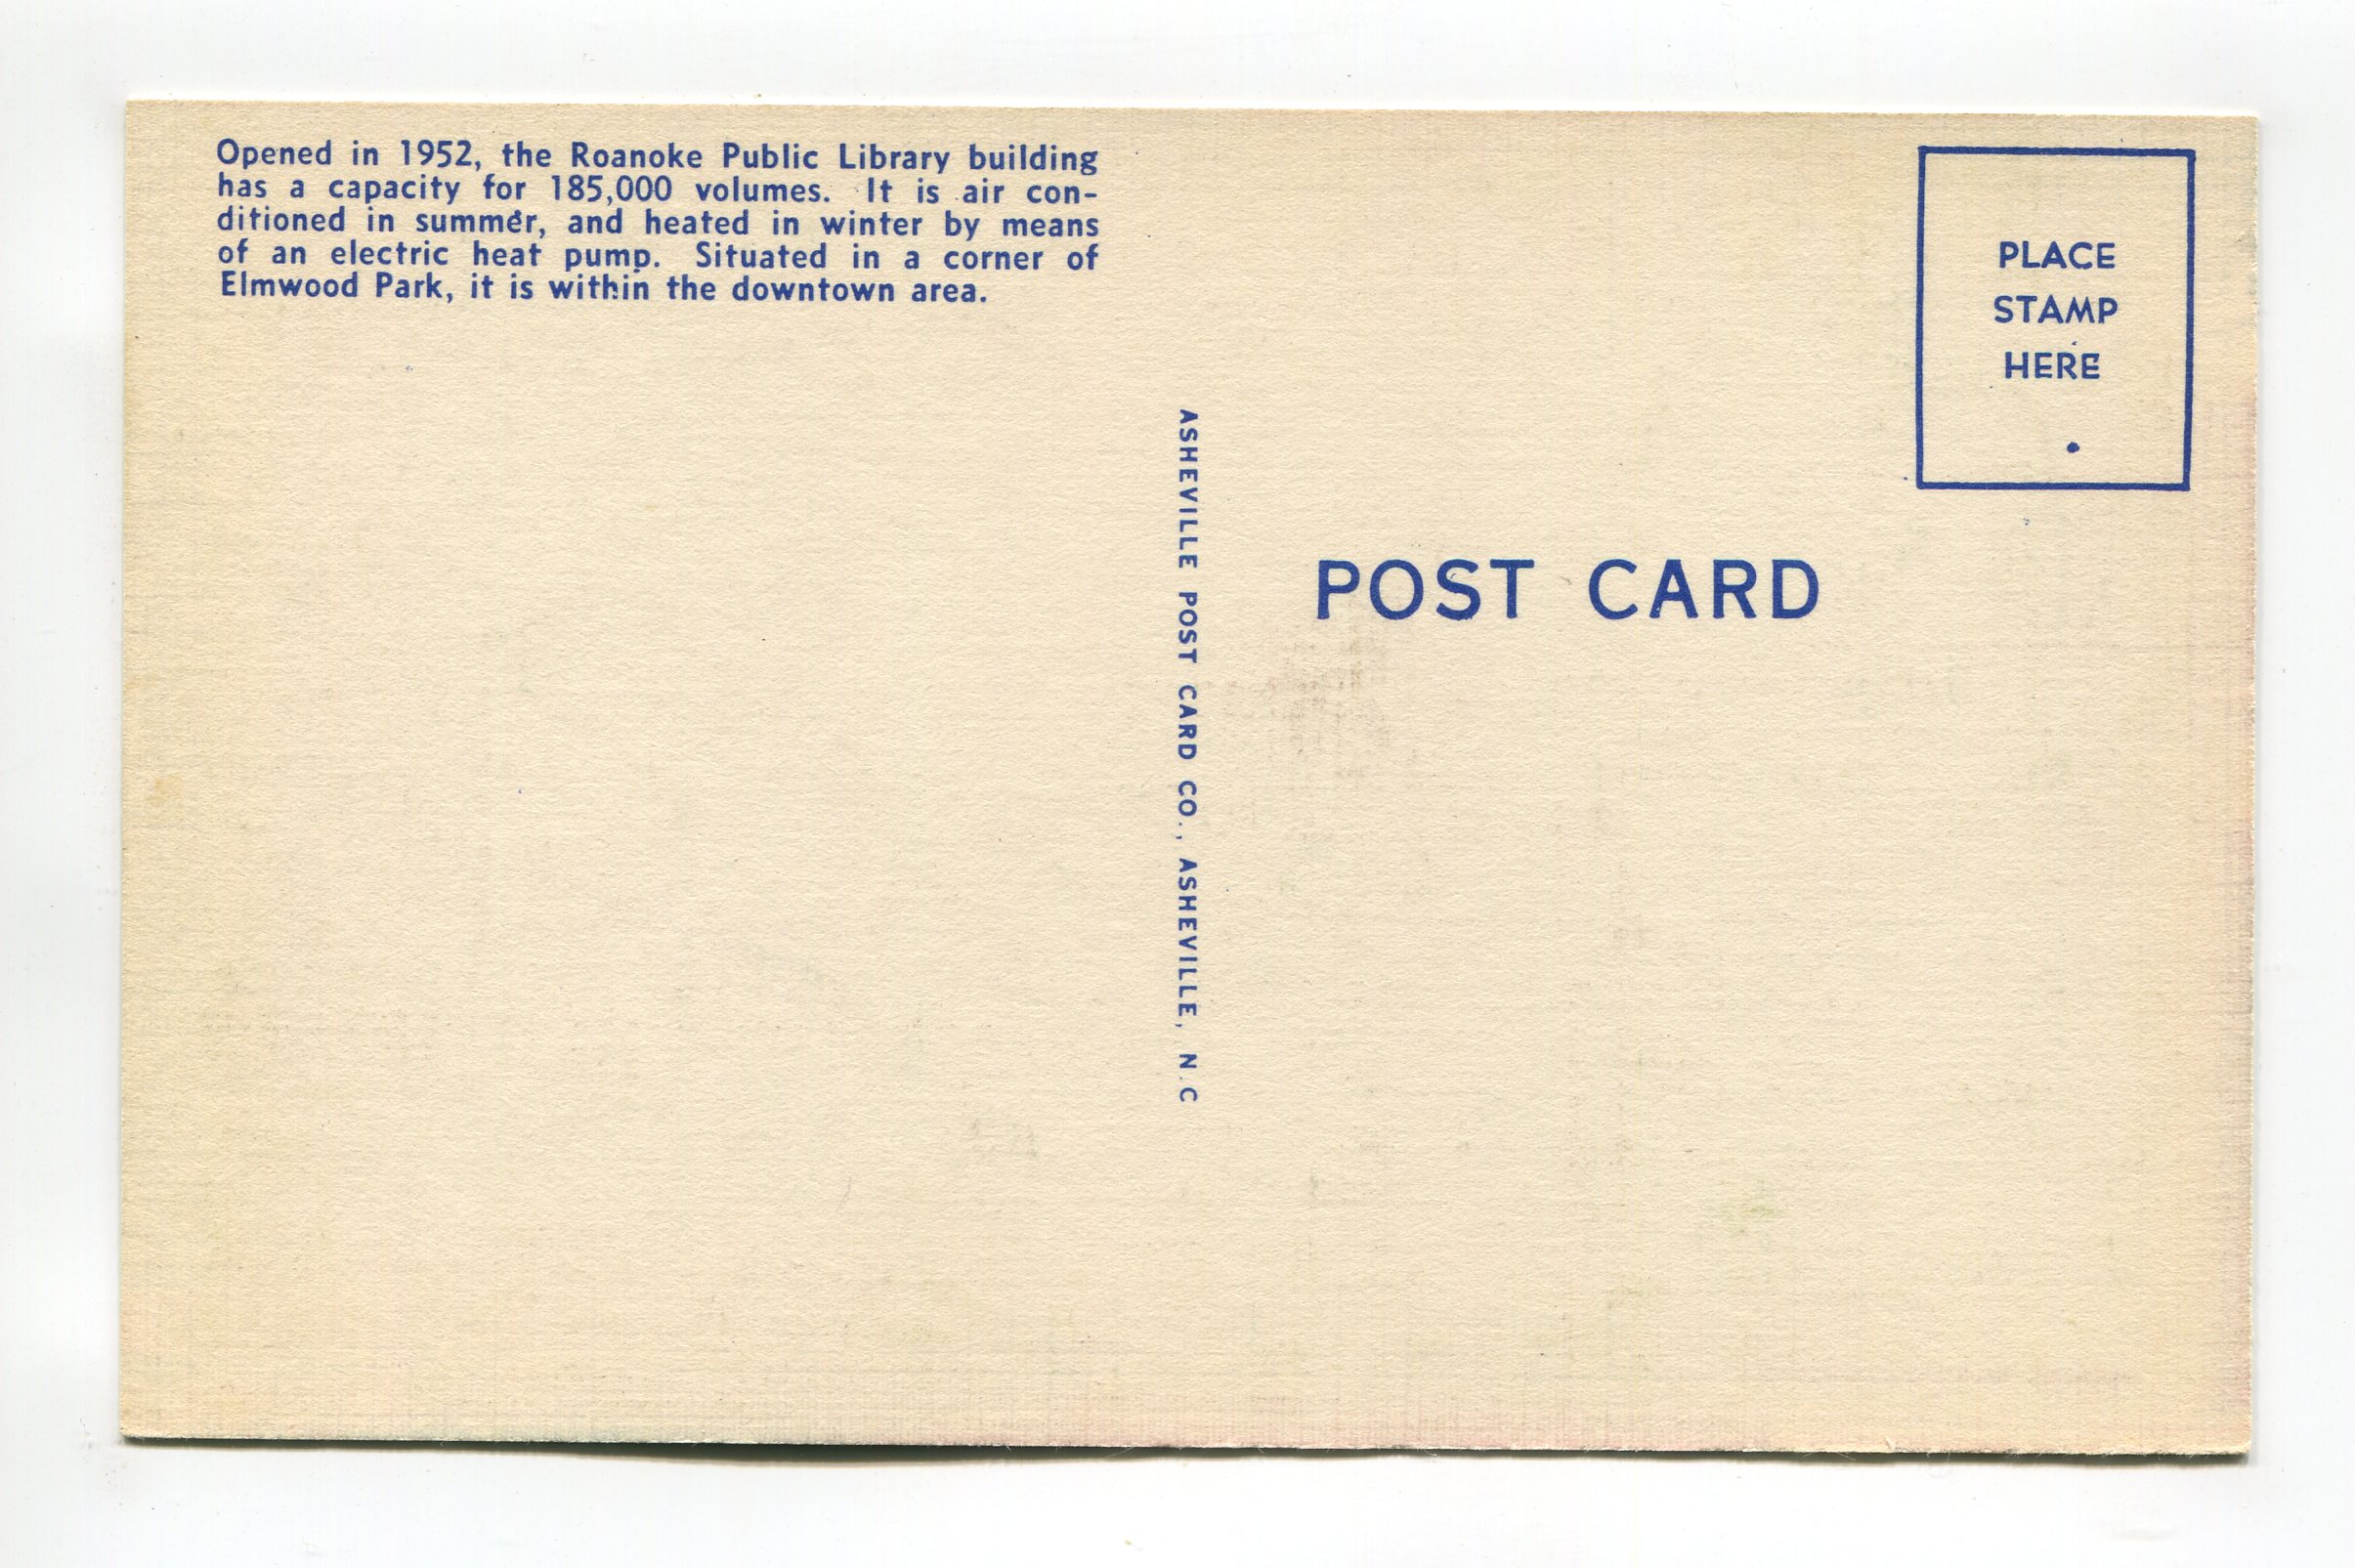 Opened in 1952, the Roanoke Public Library building
has a capacity for 185,000 volumes. It is air con-
ditioned in summer, and heated in winter by means
of an electric heat pump. Situated in a corner of
Elmwood Park, it is within the downtown area.
ASHEVILLE POST CARD CO., ASHEVILLE, N.C
POST CARD
PLACE
STAMP
HERE